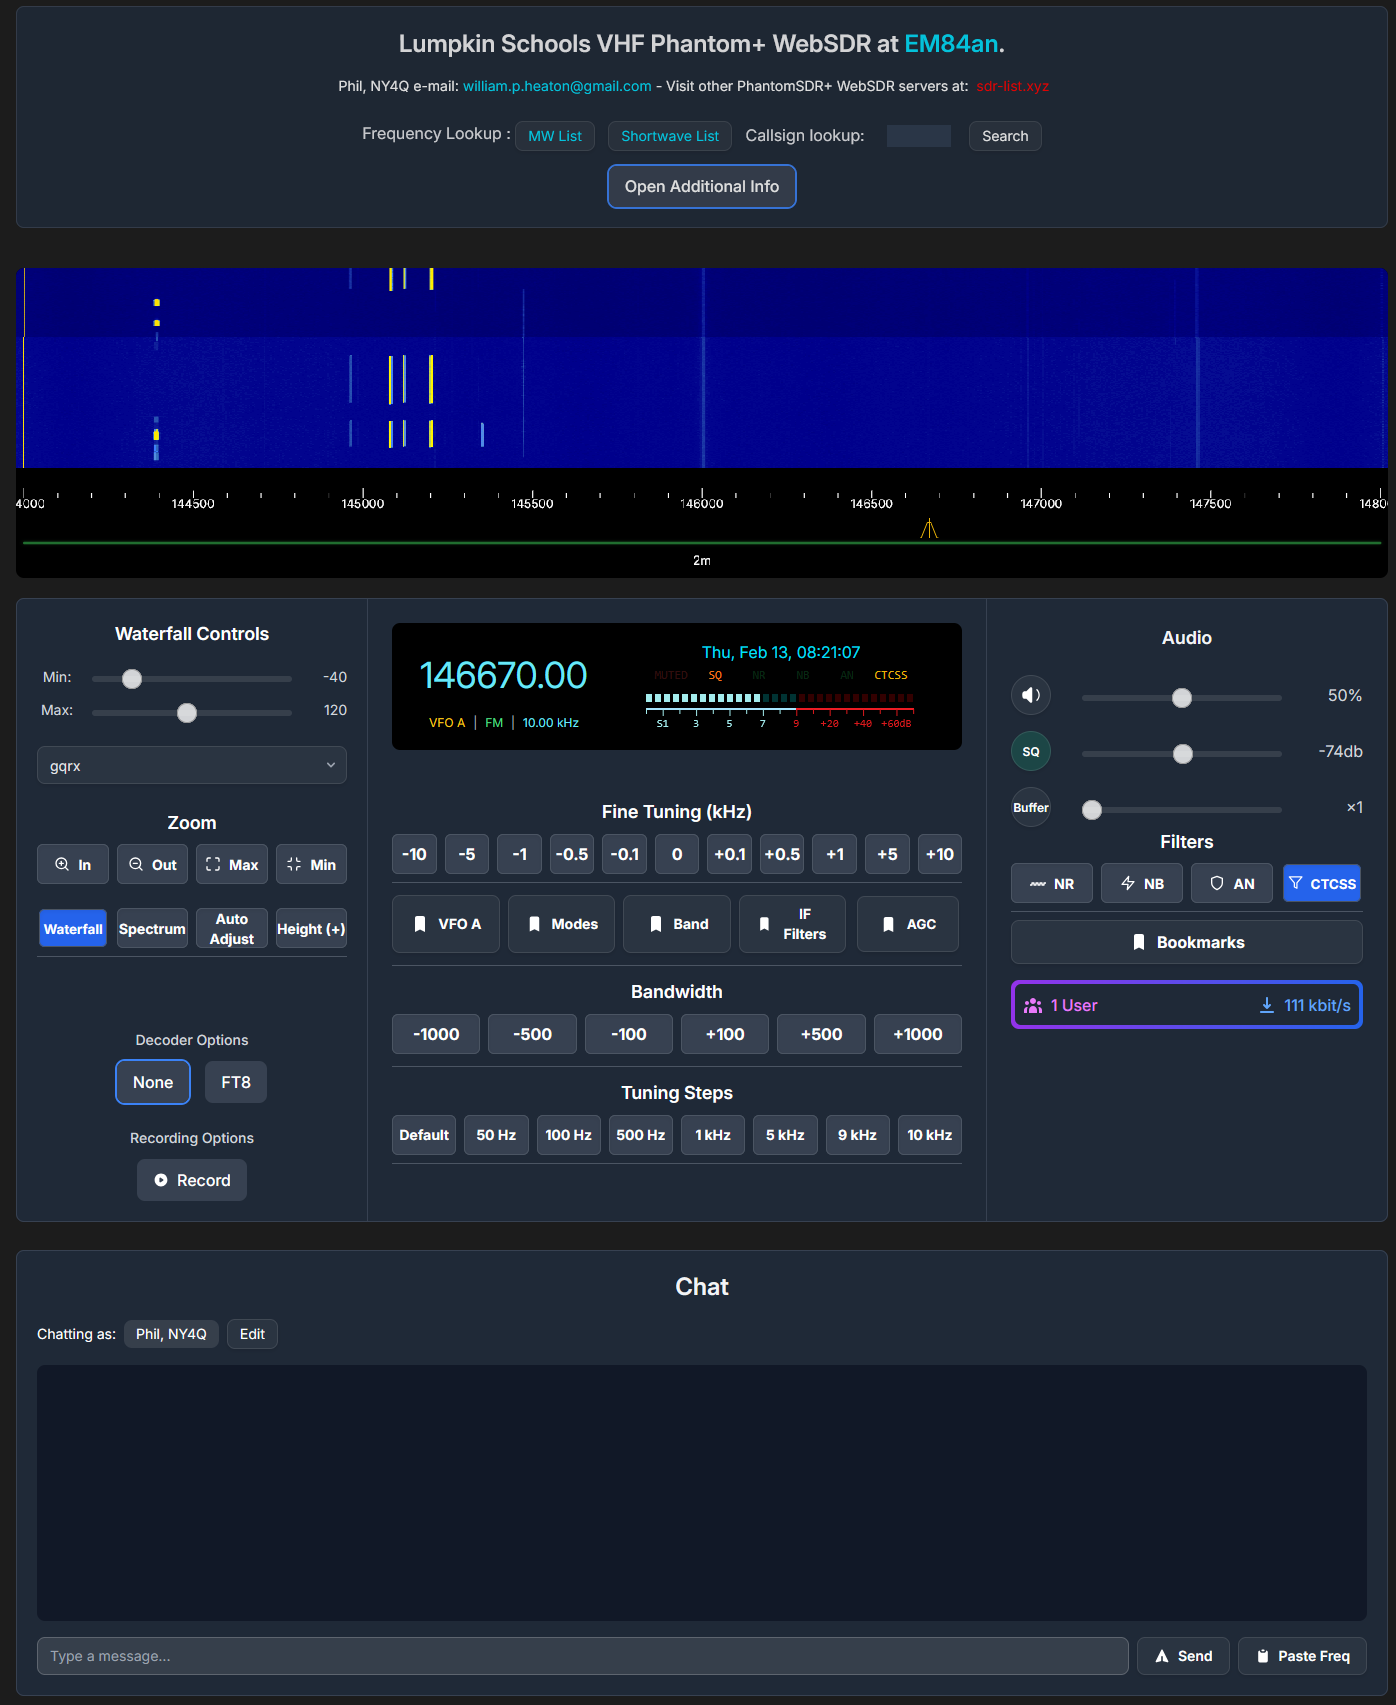 Lumpkin Schools VHF Phantom+ WebSDR at EM84an.
Phil, NY4Q e-mail: william.p.heaton@gmail.com - Visit other PhantomSDR+ WebSDR servers at: sdr-list.xyz
Frequency Lookup : MW List Shortwave List Callsign lookup: Search
Open Additional Info
4000 144500 145000 145500 146000 146500 147000 147500 1480
2m
Waterfall Controls
Min: -40
Max: 120
gqrx
Zoom
In Out Max Min
Waterfall Spectrum Auto Adjust Height (+)
Decoder Options
None FT8
Recording Options
Record
146670.00
VFO A | FM | 10.00 kHz
Thu, Feb 13, 08:21:07
MUTED SQ NR NB AN CTCSS
S1 3 5 7 9 +20 +40 +60dB
Fine Tuning (kHz)
-10 -5 -1 -0.5 -0.1 0 +0.1 +0.5 +1 +5 +10
VFO A Modes Band IF Filters AGC
Bandwidth
-1000 -500 -100 +100 +500 +1000
Tuning Steps
Default 50 Hz 100 Hz 500 Hz 1 kHz 5 kHz 9 kHz 10 kHz
Audio
50%
SQ -74db
Buffer ×1
Filters
NR NB AN CTCSS
Bookmarks
1 User 111 kbit/s
Chat
Chatting as: Phil, NY4Q Edit
Type a message... Send Paste Freq